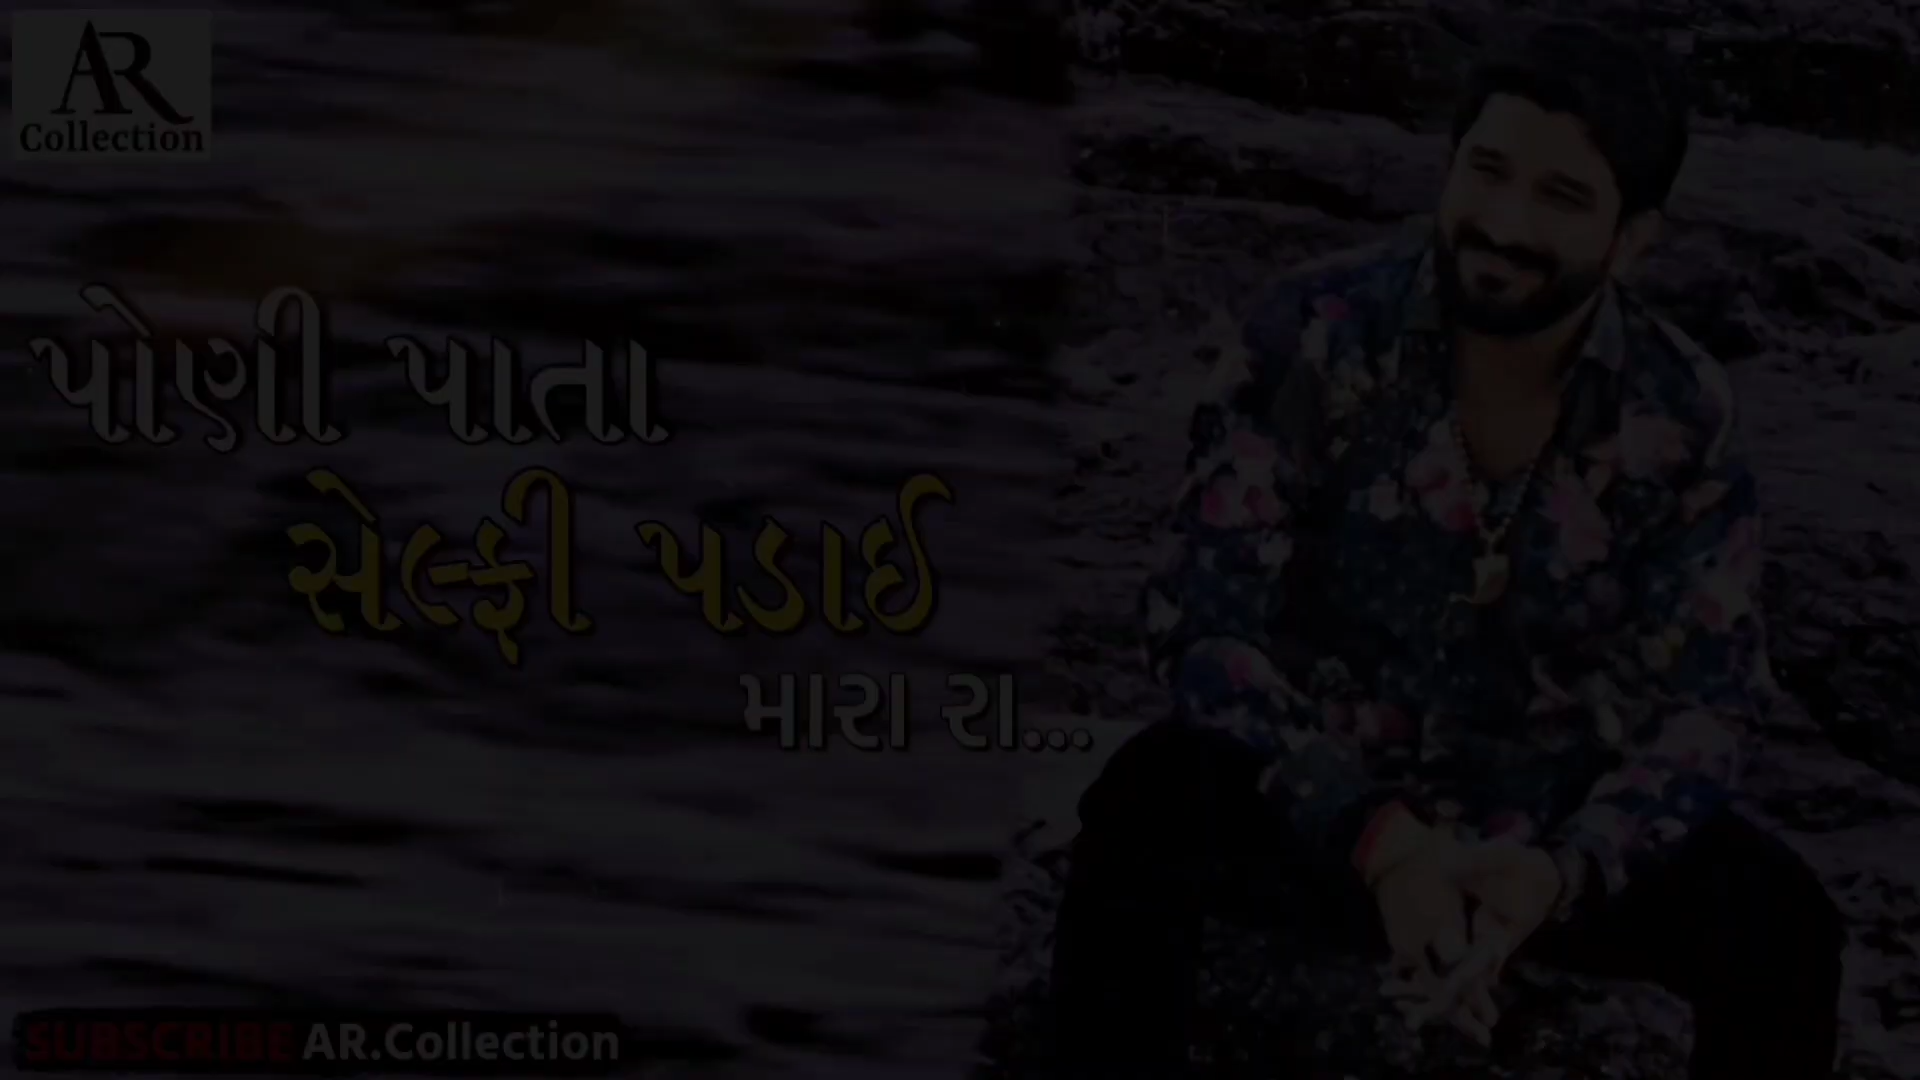 AR
Collection
પોણી પાતા
સેલ્ફી પડાઈ
મારા રા...
SUBSCRIBE AR.Collection